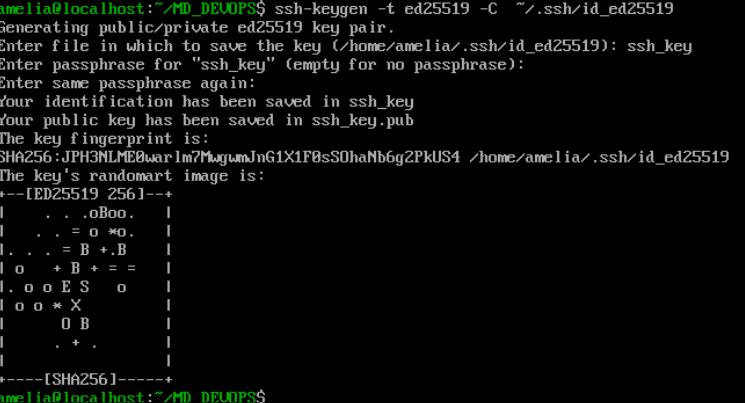 amelia@localhost:~/MD_DEVOPS$ ssh-keygen -t ed25519 -C  ~/.ssh/id_ed25519
Generating public/private ed25519 key pair.
Enter file in which to save the key (/home/amelia/.ssh/id_ed25519): ssh_key
Enter passphrase for "ssh_key" (empty for no passphrase):
Enter same passphrase again:
Your identification has been saved in ssh_key
Your public key has been saved in ssh_key.pub
The key fingerprint is:
SHA256:JPH3NLME0warlm7MwgwmJnG1X1F0sSOhaNb6g2PkUS4 /home/amelia/.ssh/id_ed25519
The key's randomart image is:
+--[ED25519 256]--+
|    . . .oBoo.   |
|   . . = o *o.   |
|. . . = B +.B    |
| o   + B + = =   |
|. o o E S   o    |
| o o * X         |
|      O B        |
|     . + .       |
|                 |
+----[SHA256]-----+
amelia@localhost:~/MD_DEVOPS$